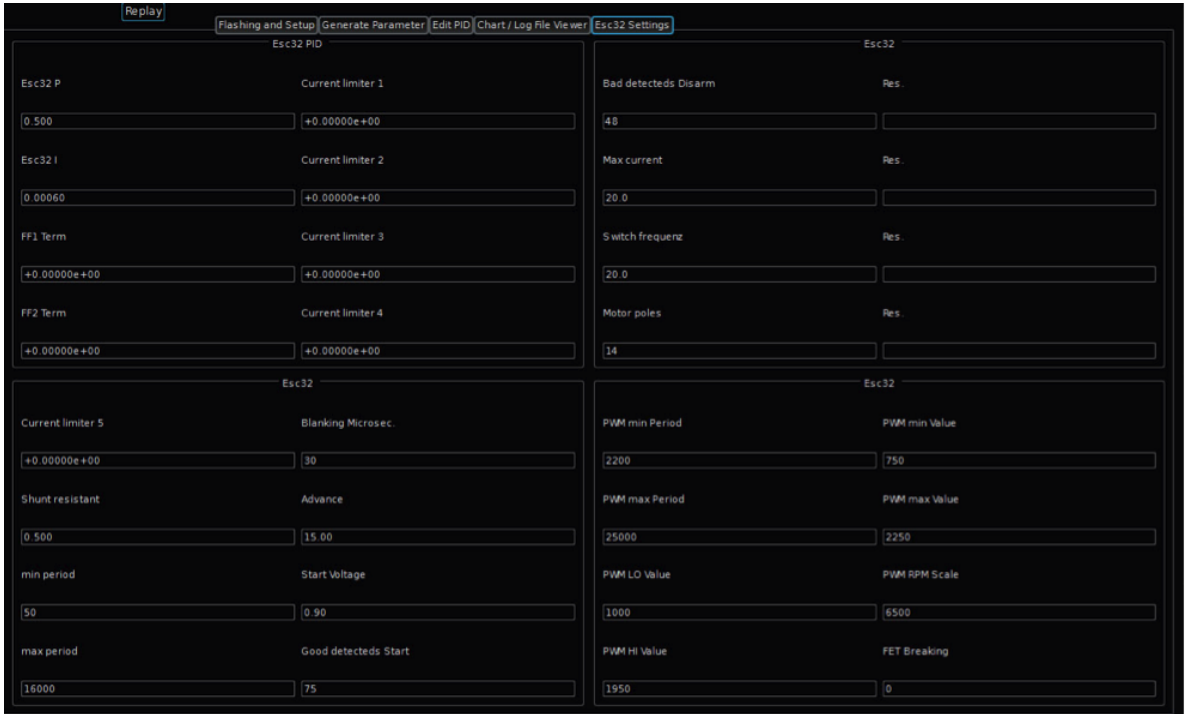 Replay
Flashing and Setup Generate Parameter Edit PID Chart / Log File Viewer Esc32 Settings
Esc32 PID
Esc32 P Current limiter 1
0.500 +0.00000e+00
Esc32 I Current limiter 2
0.00060 +0.00000e+00
FF1 Term Current limiter 3
+0.00000e+00 +0.00000e+00
FF2 Term Current limiter 4
+0.00000e+00 +0.00000e+00
Esc32
Bad detecteds Disarm Res.
48
Max current Res.
20.0
Switch frequenz Res.
20.0
Motor poles Res.
14
Esc32
Current limiter 5 Blanking Microsec.
+0.00000e+00 30
Shunt resistant Advance
0.500 15.00
min period Start Voltage
50 0.90
max period Good detecteds Start
16000 75
Esc32
PWM min Period PWM min Value
2200 750
PWM max Period PWM max Value
25000 2250
PWM LO Value PWM RPM Scale
1000 6500
PWM HI Value FET Breaking
1950 0